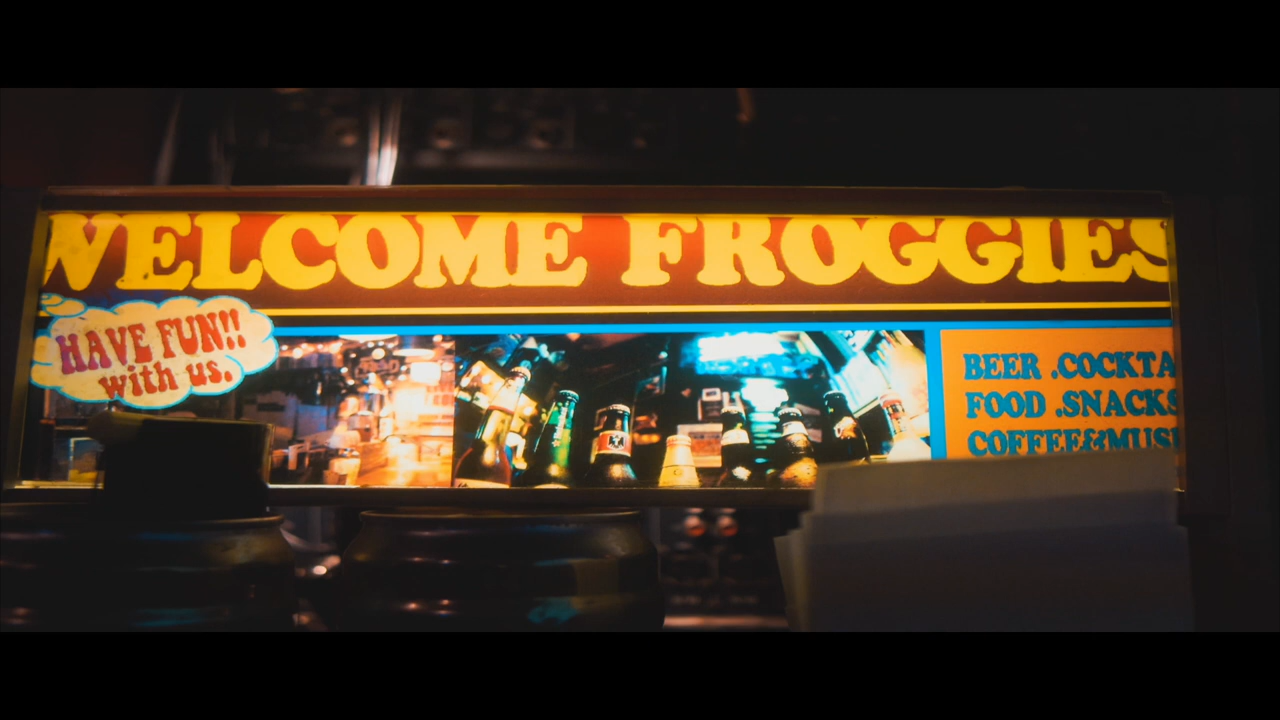 WELCOME FROGGIES
HAVE FUN!!
with us.
BEER .COCKTA
FOOD .SNACKS
COFFEE&MUSI